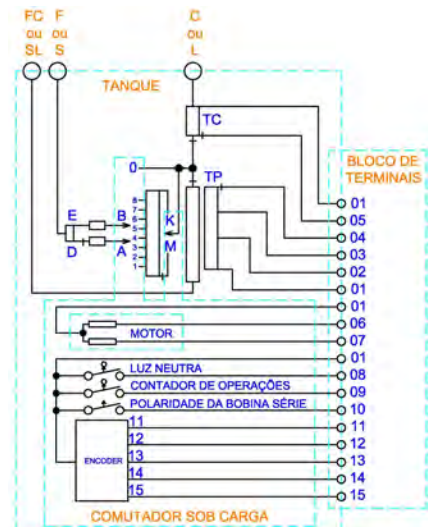 FC F C
ou ou ou
SL S L
TANQUE
TC
BLOCO DE
TERMINAIS
0
TP
01
05
04
03
02
01
8
7
6
5
4
3
2
1
E
B
K
D
A
M
01
06
MOTOR
07
01
LUZ NEUTRA
08
CONTADOR DE OPERAÇÕES
09
POLARIDADE DA BOBINA SÉRIE
10
ENCODER
11 11
12 12
13 13
14 14
15 15
COMUTADOR SOB CARGA